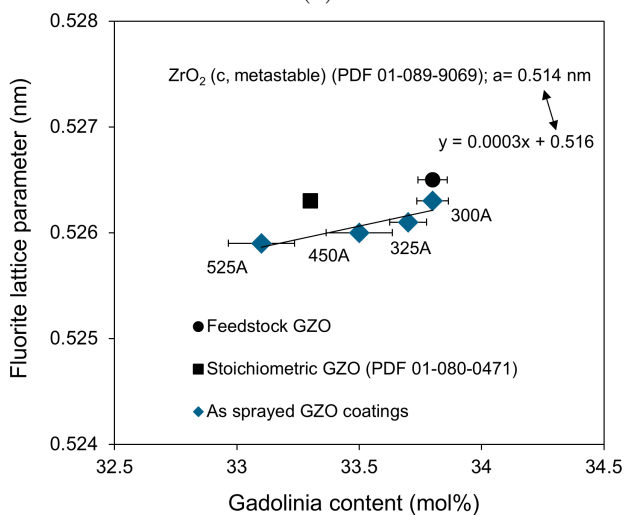 0.528
ZrO2 (c, metastable) (PDF 01-089-9069); a= 0.514 nm
0.527
y = 0.0003x + 0.516
300A
0.526
325A
450A
525A
Feedstock GZO
0.525
Stoichiometric GZO (PDF 01-080-0471)
As sprayed GZO coatings
0.524
32.5
33
33.5
34
34.5
Gadolinia content (mol%)
Fluorite lattice parameter (nm)